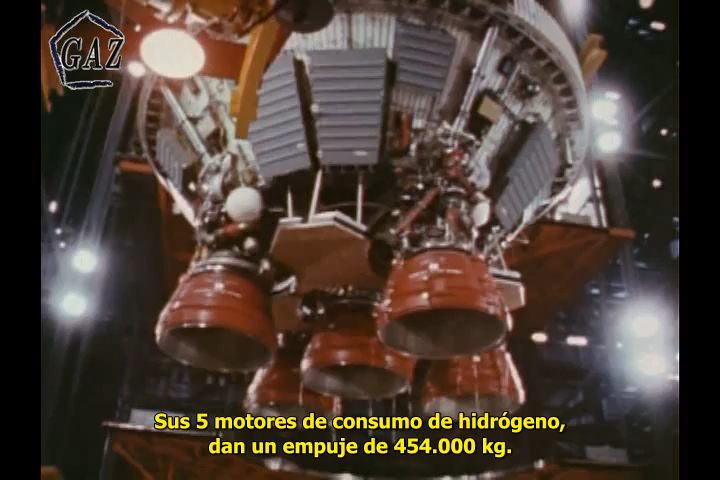 GAZ
Sus 5 motores de consumo de hidrógeno,
dan un empuje de 454.000 kg.